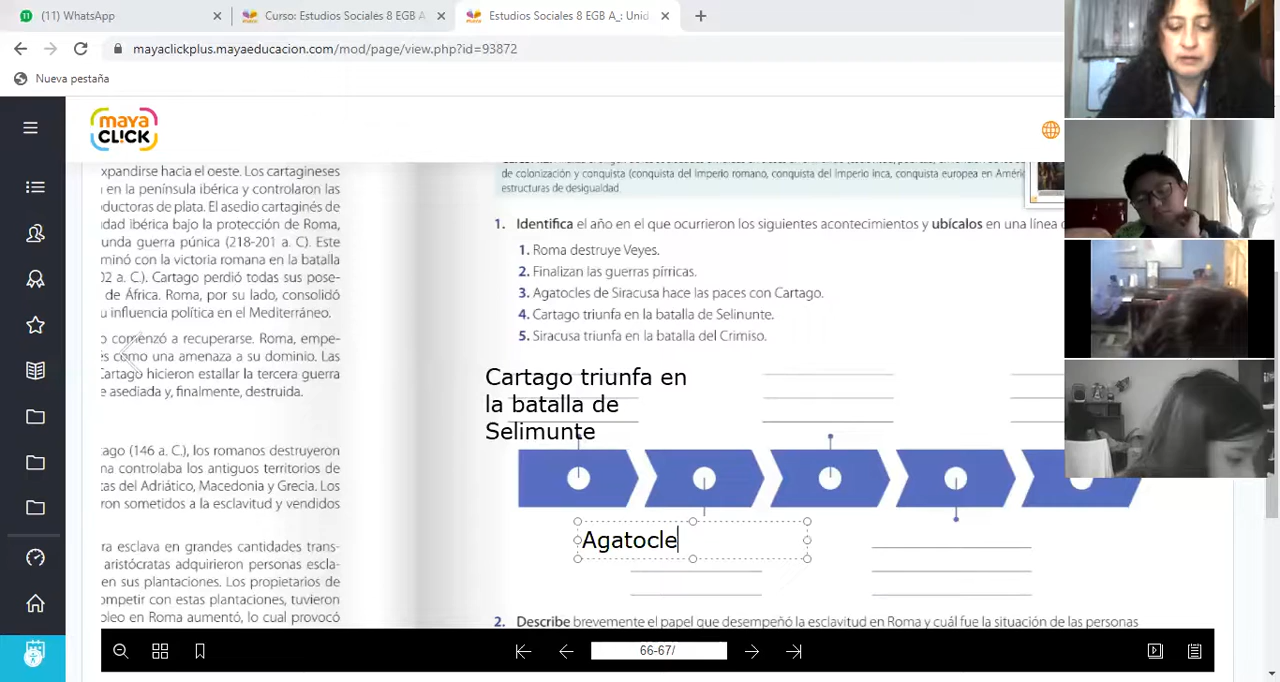 (11) WhatsApp
Curso: Estudios Sociales 8 EGB A
Estudios Sociales 8 EGB A_: Unid
mayaclickplus.mayaeducacion.com/mod/page/view.php?id=93872
Nueva pestaña
maya
CLICK
xpandirse hacia el oeste. Los cartagineses
en la península ibérica y controlaron las
ductoras de plata. El asedio cartaginés de
dad ibérica bajo la protección de Roma,
unda guerra púnica (218-201 a. C). Este
minó con la victoria romana en la batalla
02 a. C.). Cartago perdió todas sus pose-
de África. Roma, por su lado, consolidó
u influencia política en el Mediterráneo.
o comenzó a recuperarse. Roma, empe-
és como una amenaza a su dominio. Las
Cartago hicieron estallar la tercera guerra
e asediada y, finalmente, destruida.
tago (146 a. C.), los romanos destruyeron
na controlaba los antiguos territorios de
tas del Adriático, Macedonia y Grecia. Los
ron sometidos a la esclavitud y vendidos
ra esclava en grandes cantidades trans-
aristócratas adquirieron personas escla-
en sus plantaciones. Los propietarios de
ompetir con estas plantaciones, tuvieron
oleo en Roma aumentó, lo cual provocó
de colonización y conquista (conquista del Imperio romano, conquista del Imperio inca, conquista europea en Améri
estructuras de desigualdad
1. Identifica el año en el que ocurrieron los siguientes acontecimientos y ubícalos en una línea
1. Roma destruye Veyes.
2. Finalizan las guerras pírricas.
3. Agatocles de Siracusa hace las paces con Cartago.
4. Cartago triunfa en la batalla de Selinunte.
5. Siracusa triunfa en la batalla del Crimiso.
Cartago triunfa en
la batalla de
Selimunte
Agatocle
2. Describe brevemente el papel que desempeñó la esclavitud en Roma y cuál fue la situación de las personas
66-67/